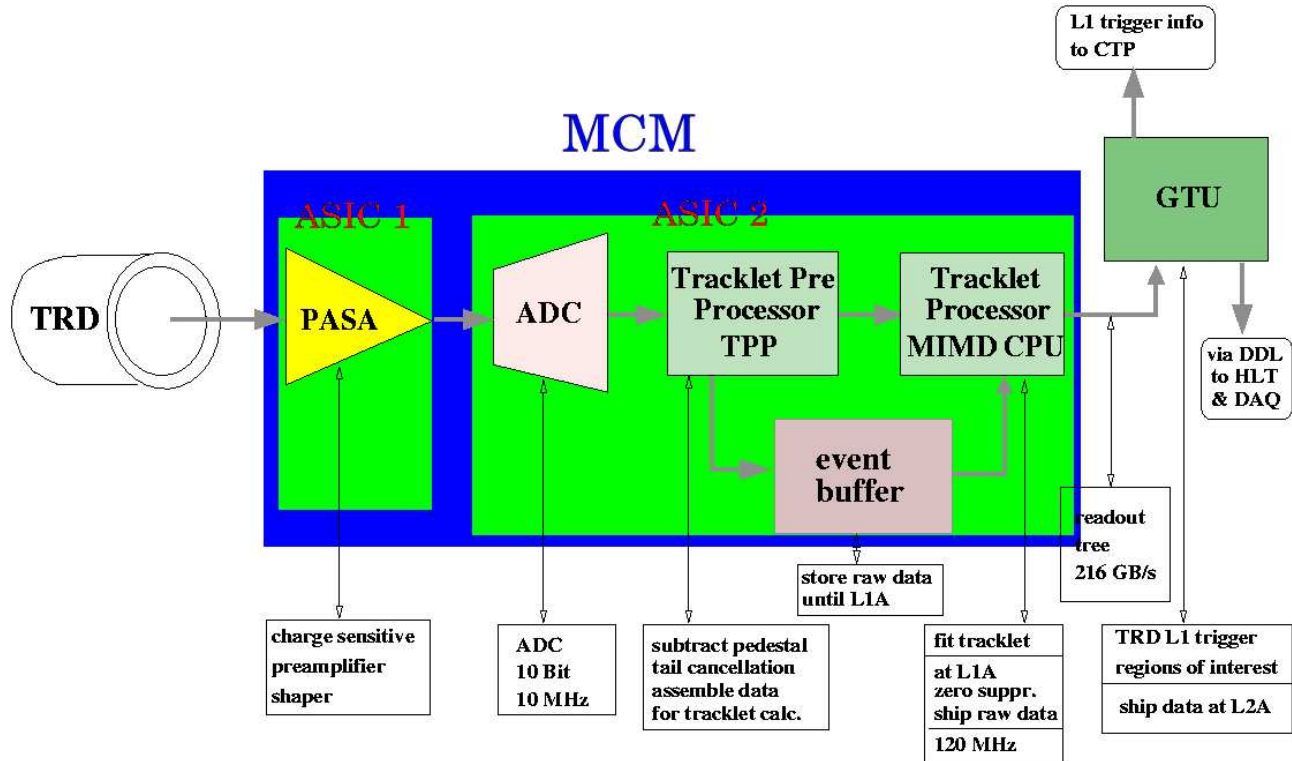 L1 trigger info
to CTP
MCM
GTU
ASIC 1
ASIC 2
TRD
PASA
ADC
Tracklet Pre
Processor
TPP
Tracklet
Processor
MIMD CPU
via DDL
to HLT
& DAQ
event
buffer
readout
tree
216 GB/s
store raw data
until L1A
charge sensitive
preamplifier
shaper
ADC
10 Bit
10 MHz
subtract pedestal
tail cancellation
assemble data
for tracklet calc.
fit tracklet
at L1A
zero suppr.
ship raw data
120 MHz
TRD L1 trigger
regions of interest
ship data at L2A